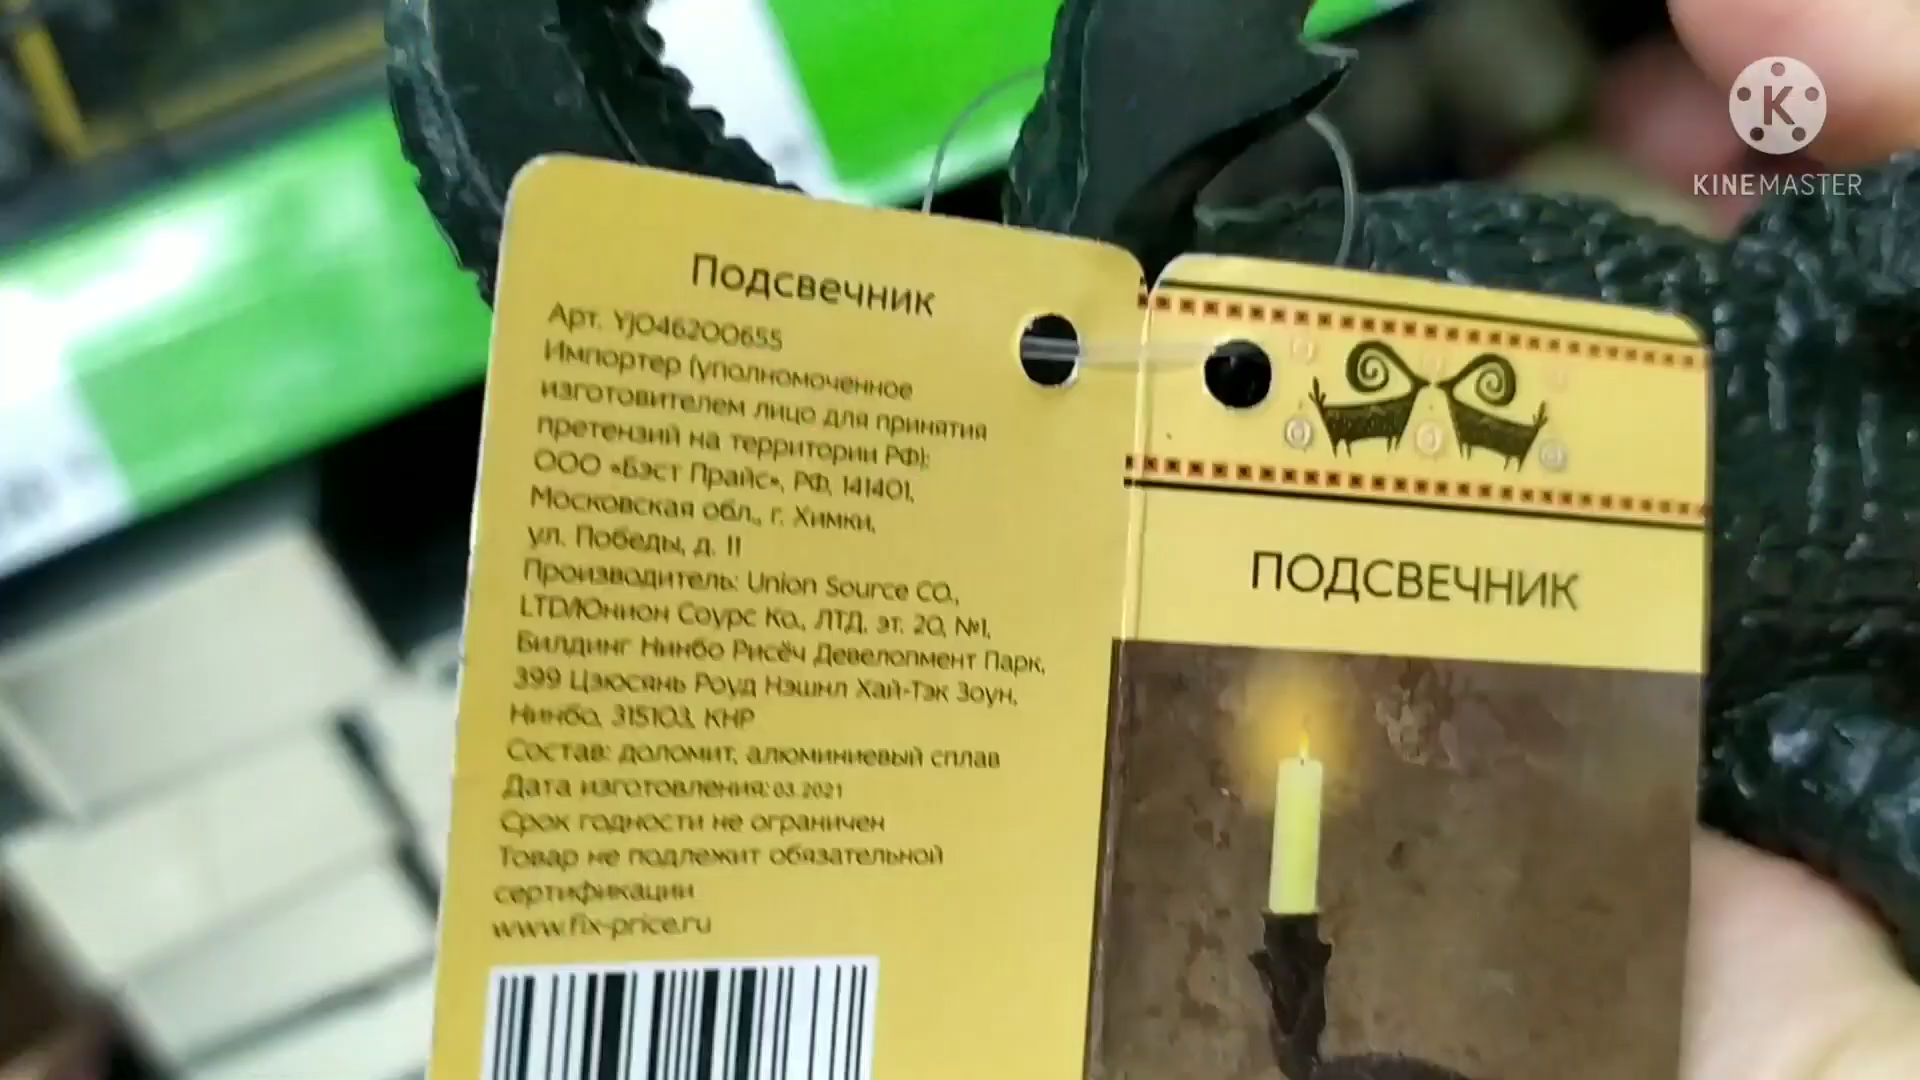 Подсвечник
Арт. YJ046200655
Импортер (уполномоченное
изготовителем лицо для принятия
претензий на территории РФ):
ООО «Бэст Прайс», РФ, 141401,
Московская обл., г. Химки,
ул. Победы, д. 11
Производитель: Union Source CO.,
LTD/Юнион Соурс Ко., ЛТД, эт. 20, №1,
Билдинг Нинбо Рисёч Девелопмент Парк,
399 Цзюсянь Роуд Нэшнл Хай-Тэк Зоун,
Нинбо, 315103, КНР
Состав: доломит, алюминиевый сплав
Дата изготовления: 03.2021
Срок годности не ограничен
Товар не подлежит обязательной
сертификации
www.fix-price.ru
ПОДСВЕЧНИК
K
KINEMASTER